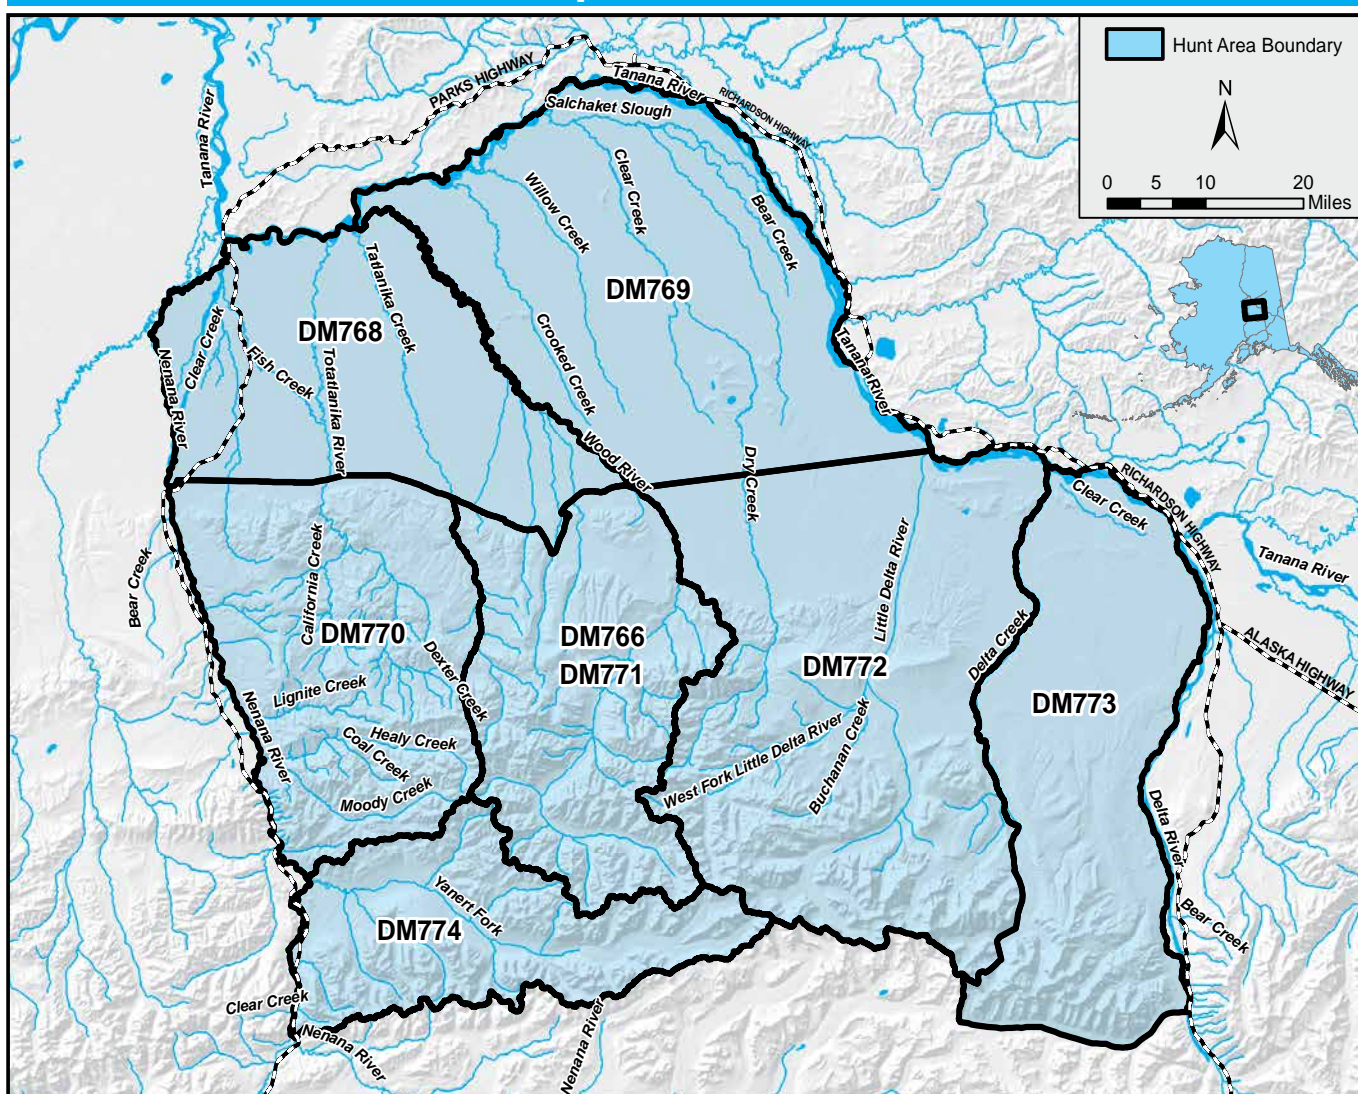 Hunt Area Boundary
N
0 5 10 20
Miles
PARKS HIGHWAY
Tanana River
RICHARDSON HIGHWAY
Salchaket Slough
Tanana River
Clear Creek
Willow Creek
Bear Creek
Tatlanika Creek
DM769
DM768
Crooked Creek
Clear Creek
Fish Creek
Totatlanika River
Nenana River
Tanana River
Wood River
Dry Creek
RICHARDSON HIGHWAY
Clear Creek
Tanana River
Little Delta River
California Creek
Bear Creek
DM770
DM766
DM771
DM772
Delta Creek
DM773
ALASKA HIGHWAY
Dexter Creek
Lignite Creek
Nenana River
Healy Creek
Coal Creek
Moody Creek
West Fork Little Delta River
Buchanan Creek
Delta River
Yanert Fork
DM774
Bear Creek
Clear Creek
Nenana River
Nenana River